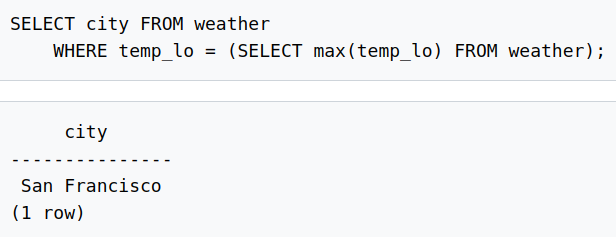 SELECT city FROM weather
    WHERE temp_lo = (SELECT max(temp_lo) FROM weather);
     city
---------------
 San Francisco
(1 row)